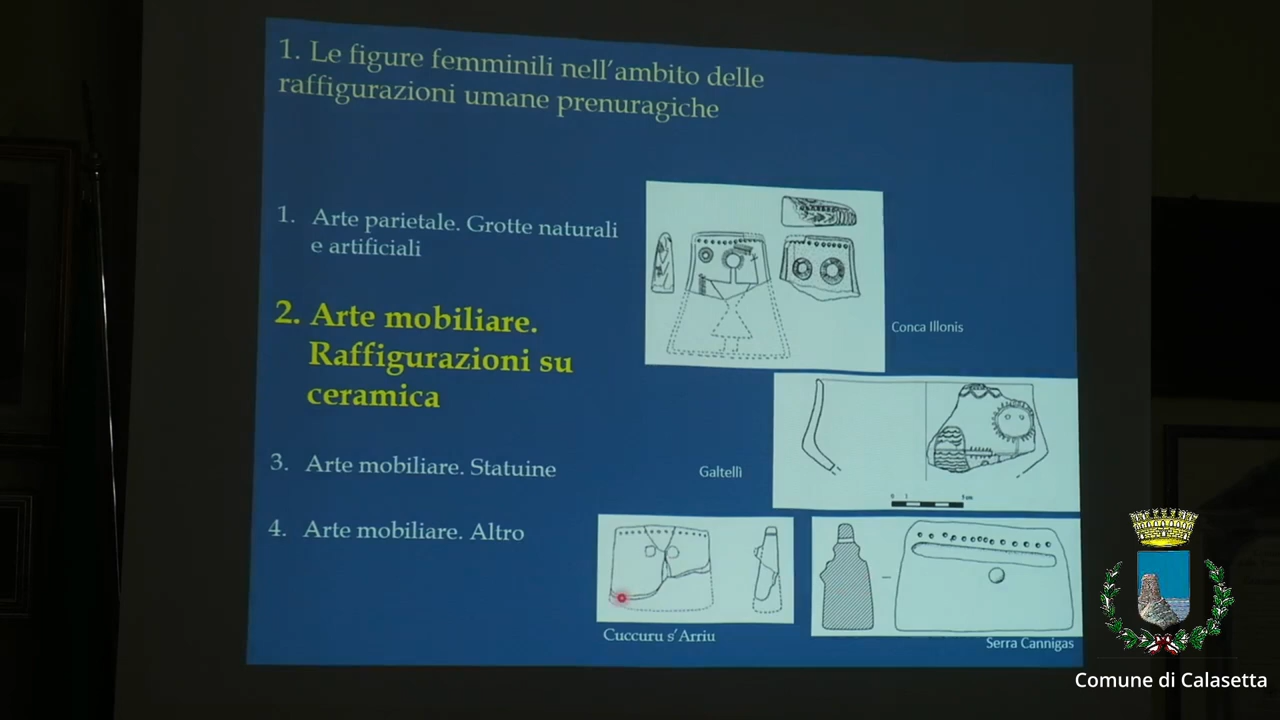 1. Le figure femminili nell'ambito delle
raffigurazioni umane prenuragiche
1. Arte parietale. Grotte naturali
e artificiali
2. Arte mobiliare.
Raffigurazioni su
ceramica
3. Arte mobiliare. Statuine
4. Arte mobiliare. Altro
Conca Illonis
Galtellì
Cuccuru s'Arriu
Serra Cannigas
Comune di Calasetta